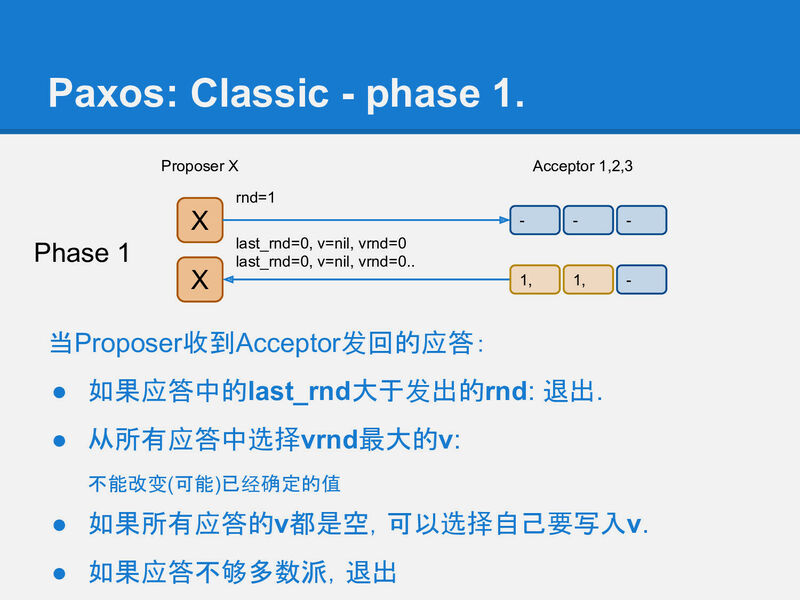 Paxos: Classic - phase 1.
Proposer X
Acceptor 1,2,3
rnd=1
X
-
-
-
Phase 1
last_rnd=0, v=nil, vrnd=0
last_rnd=0, v=nil, vrnd=0..
X
1,
1,
-
当Proposer收到Acceptor发回的应答：
● 如果应答中的last_rnd大于发出的rnd: 退出.
● 从所有应答中选择vrnd最大的v:
不能改变(可能)已经确定的值
● 如果所有应答的v都是空，可以选择自己要写入v.
● 如果应答不够多数派，退出